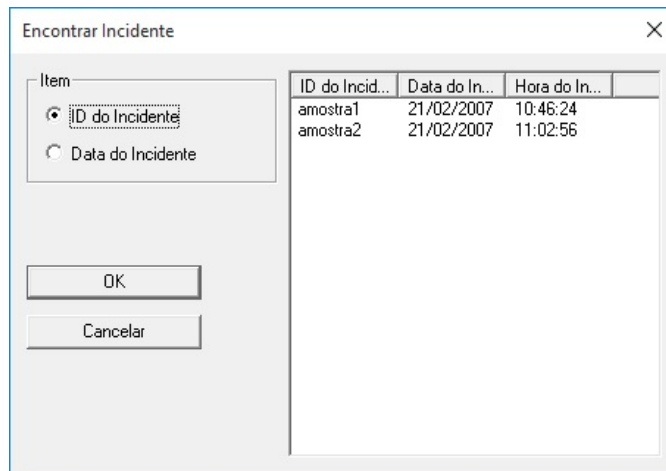 Encontrar Incidente
Item
ID do Incidente
Data do Incidente
OK
Cancelar
ID do Incid... Data do In... Hora do In...
amostra1 21/02/2007 10:46:24
amostra2 21/02/2007 11:02:56